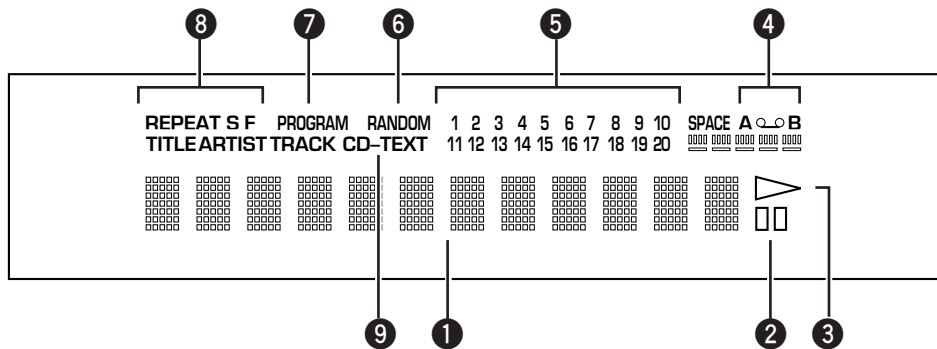 8 7 6 5 4
REPEAT S F PROGRAM RANDOM 1 2 3 4 5 6 7 8 9 10 SPACE A B
TITLE ARTIST TRACK CD–TEXT 11 12 13 14 15 16 17 18 19 20
9 1 2 3